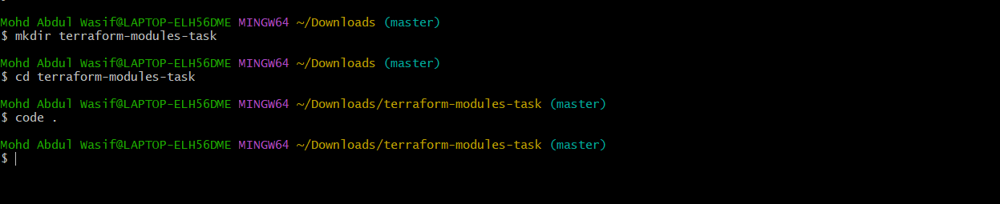 Mohd Abdul Wasif@LAPTOP-ELH56DME MINGW64 ~/Downloads (master)
$ mkdir terraform-modules-task
Mohd Abdul Wasif@LAPTOP-ELH56DME MINGW64 ~/Downloads (master)
$ cd terraform-modules-task
Mohd Abdul Wasif@LAPTOP-ELH56DME MINGW64 ~/Downloads/terraform-modules-task (master)
$ code .
Mohd Abdul Wasif@LAPTOP-ELH56DME MINGW64 ~/Downloads/terraform-modules-task (master)
$